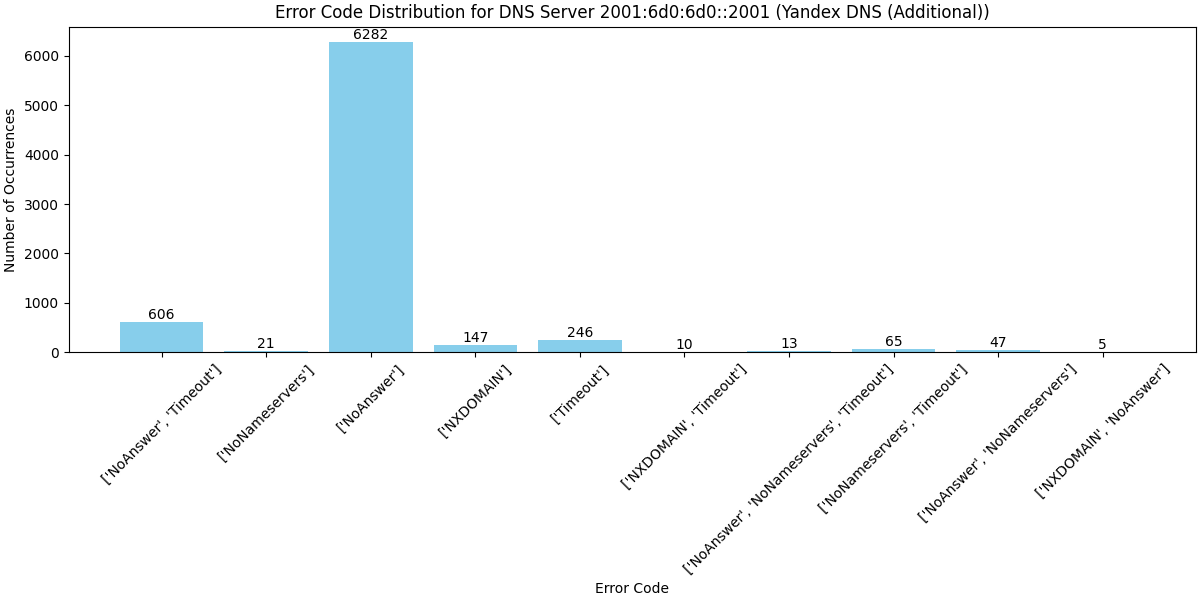 Error Code Distribution for DNS Server 2001:6d0:6d0::2001 (Yandex DNS (Additional))
Number of Occurrences
6000
5000
4000
3000
2000
1000
0
606
21
6282
147
246
10
13
65
47
5
['NoAnswer', 'Timeout']
['NoNameservers']
['NoAnswer']
['NXDOMAIN']
['Timeout']
['NXDOMAIN', 'Timeout']
['NoAnswer', 'NoNameservers', 'Timeout']
['NoNameservers', 'Timeout']
['NoAnswer', 'NoNameservers']
['NXDOMAIN', 'NoAnswer']
Error Code